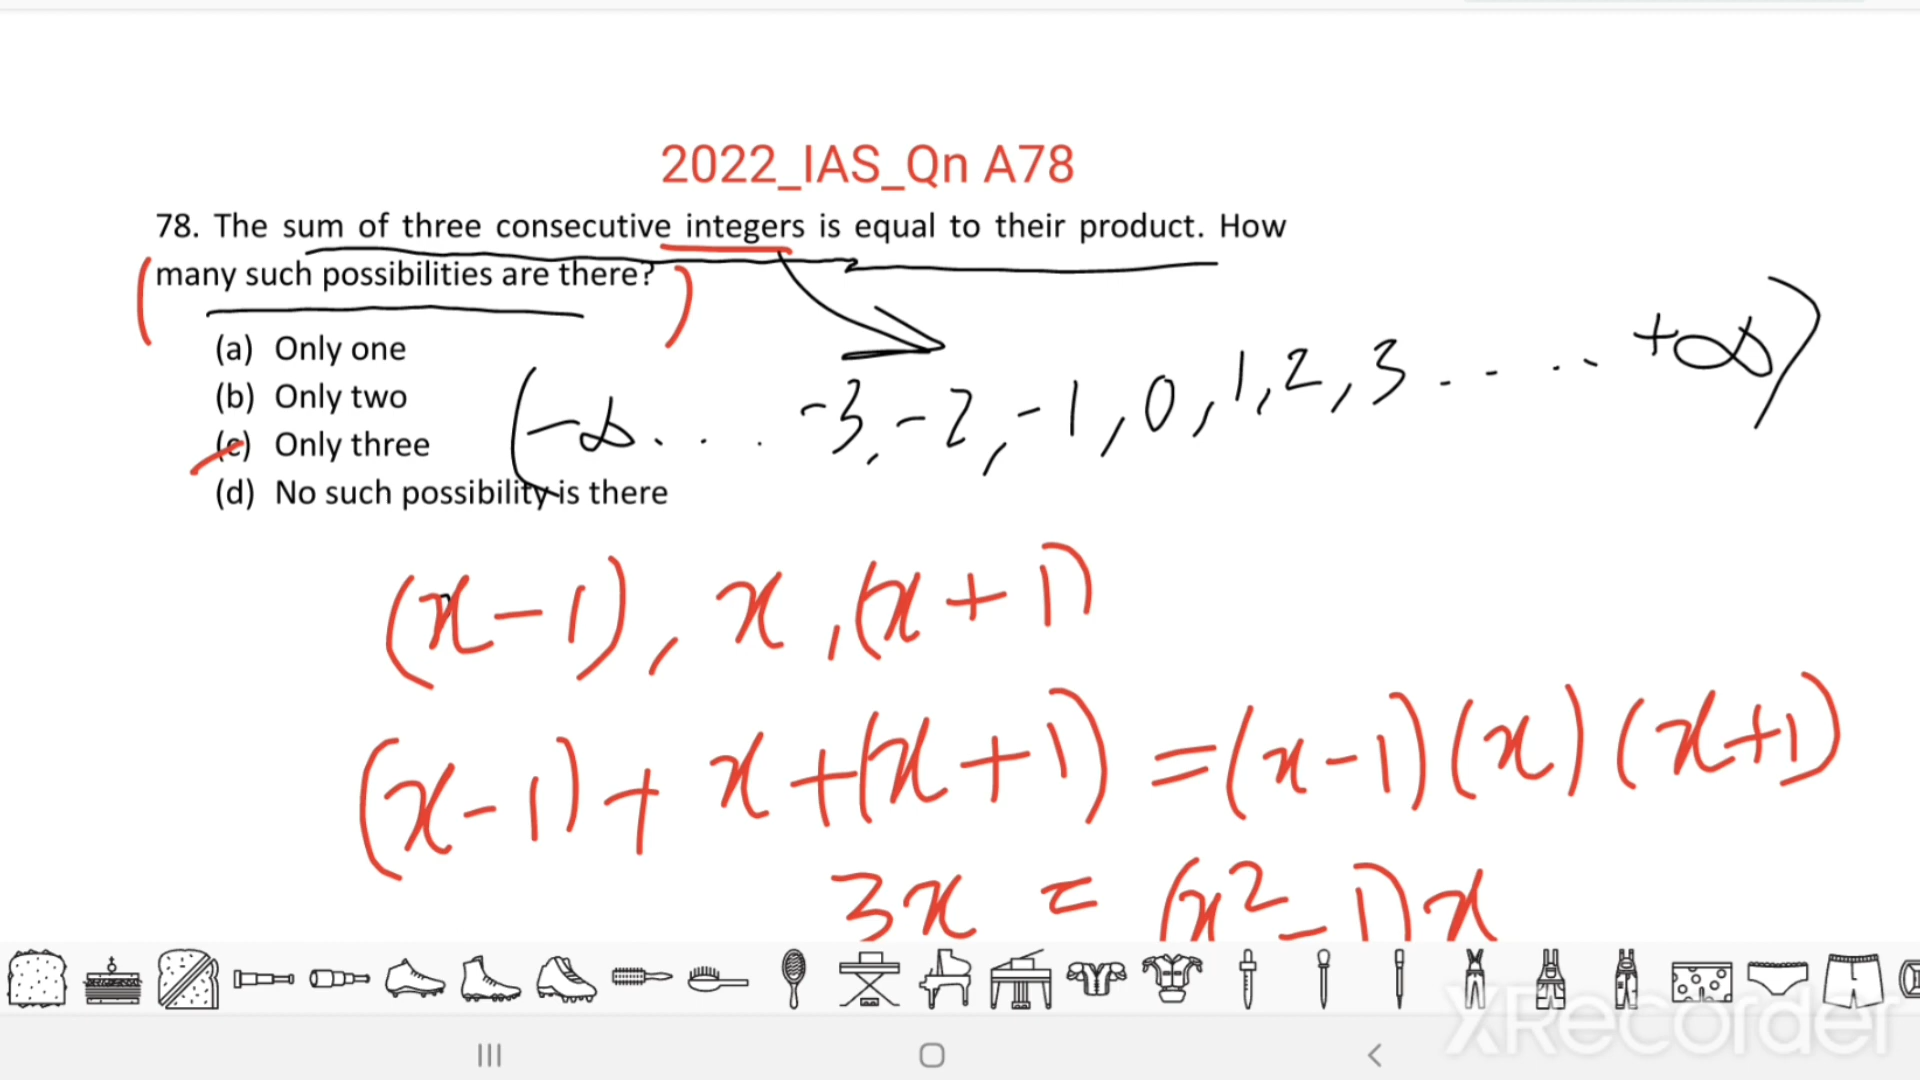 2022_IAS_Qn A78
78. The sum of three consecutive integers is equal to their product. How
many such possibilities are there?
(a) Only one
(b) Only two
(c) Only three
(d) No such possibility is there
(-∞... -3, -2, -1, 0, 1, 2, 3 ..... +∞)
(x-1), x, (x+1)
(x-1) + x + (x+1) = (x-1)(x)(x+1)
3x = (x²-1)x
XRecorder